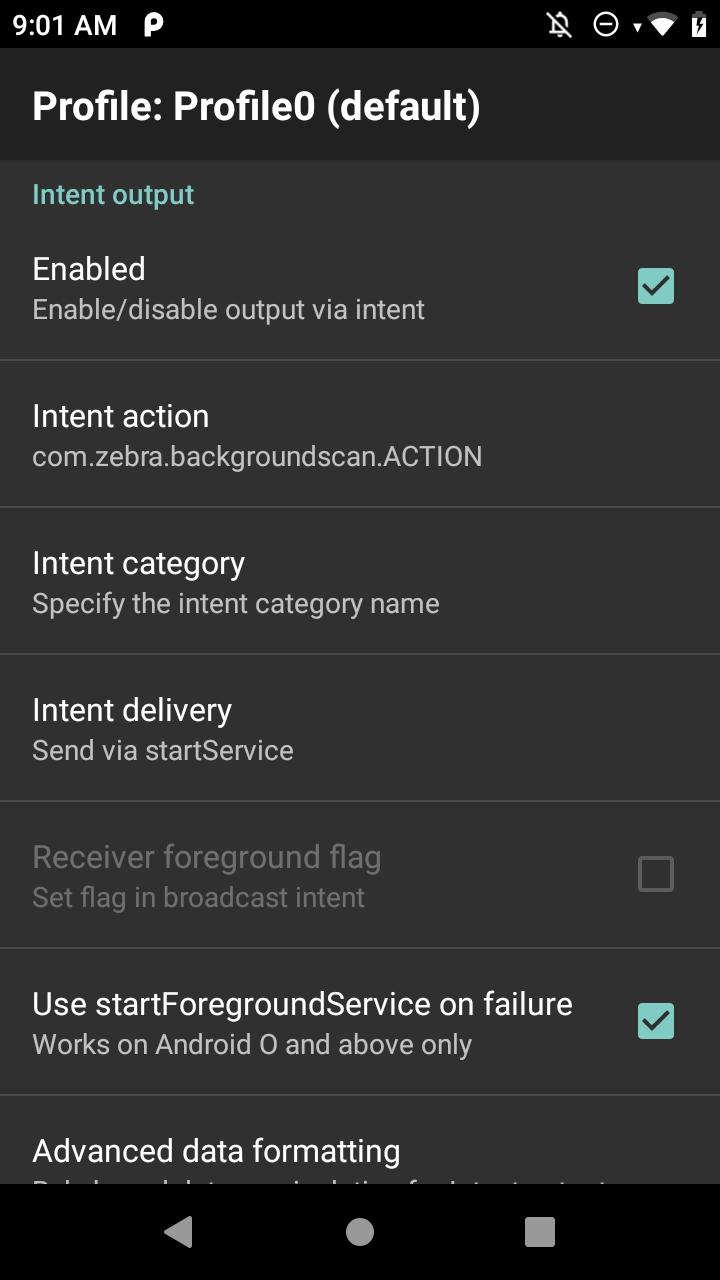 9:01 AM
Profile: Profile0 (default)
Intent output
Enabled
Enable/disable output via intent
Intent action
com.zebra.backgroundscan.ACTION
Intent category
Specify the intent category name
Intent delivery
Send via startService
Receiver foreground flag
Set flag in broadcast intent
Use startForegroundService on failure
Works on Android O and above only
Advanced data formatting